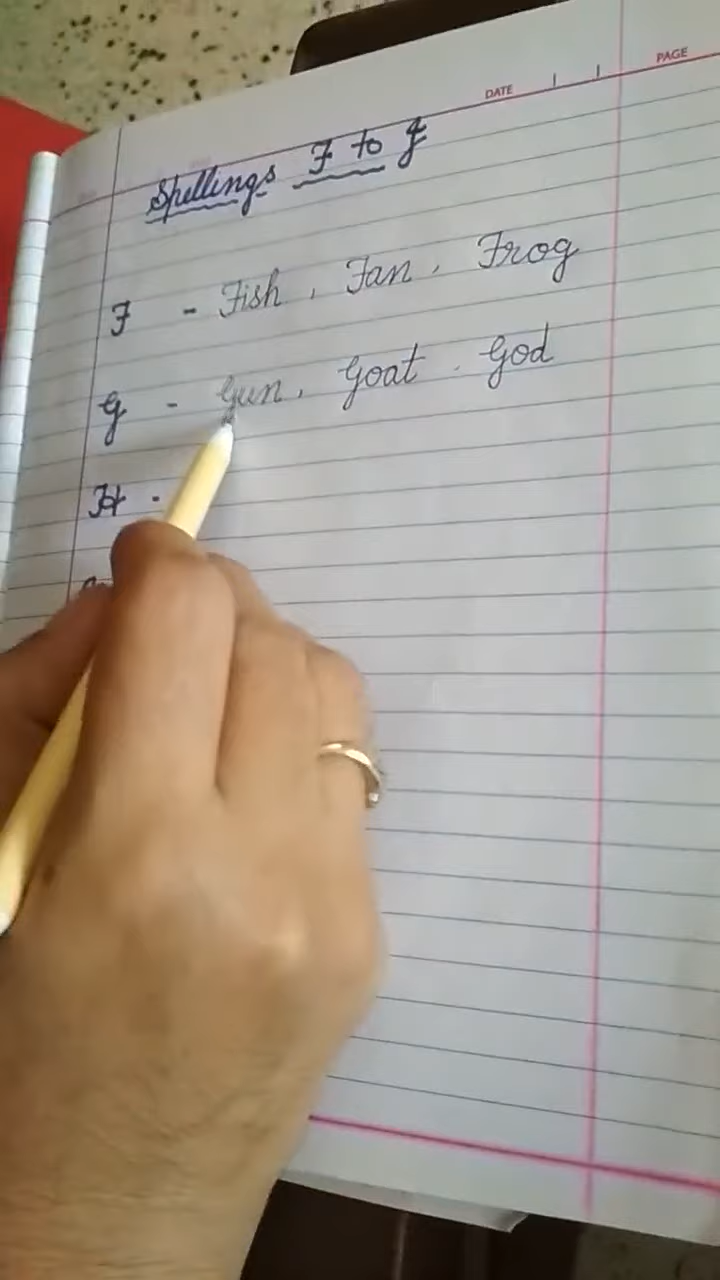 DATE PAGE
Spellings F to J
F - Fish, Fan, Frog
G - Gun, Goat. God
H -